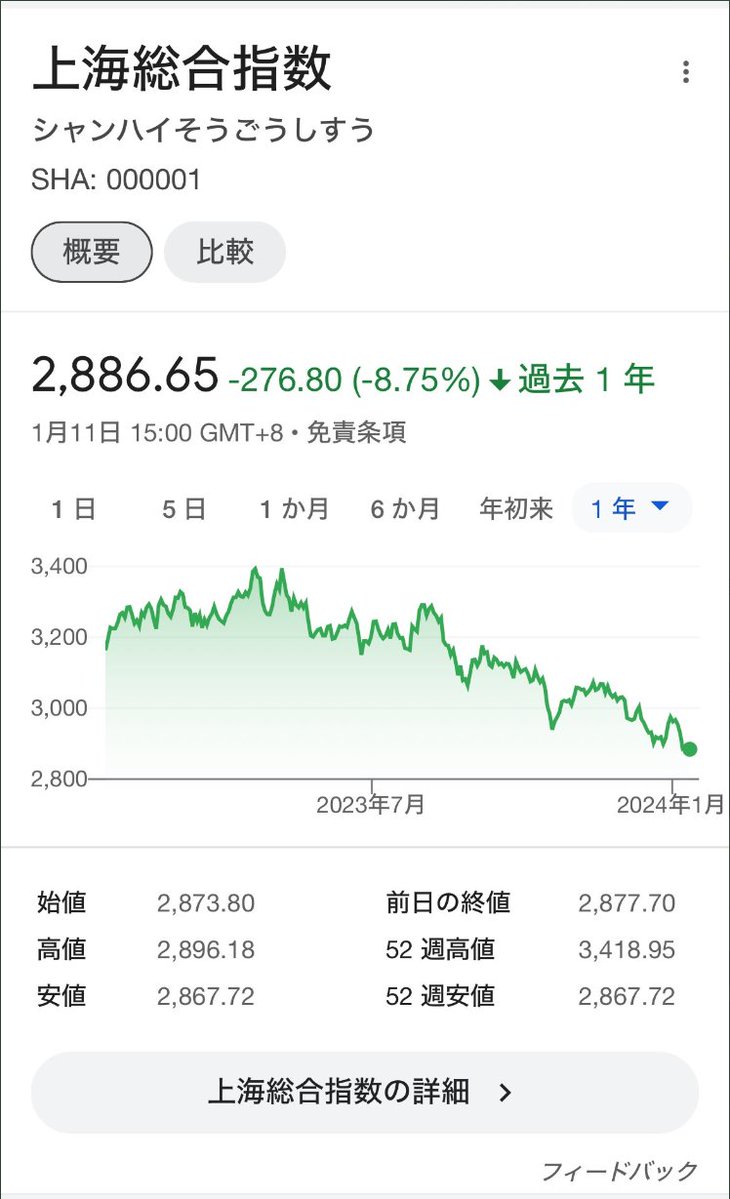 上海総合指数
シャンハイそうごうしすう
SHA: 000001
概要 比較
2,886.65 -276.80 (-8.75%) ↓ 過去 1 年
1月11日 15:00 GMT+8 • 免責条項
1 日 5 日 1 か月 6 か月 年初来 1 年
3,400
3,200
3,000
2,800
2023年7月 2024年1月
始値 2,873.80 前日の終値 2,877.70
高値 2,896.18 52 週高値 3,418.95
安値 2,867.72 52 週安値 2,867.72
上海総合指数の詳細 ›
フィードバック